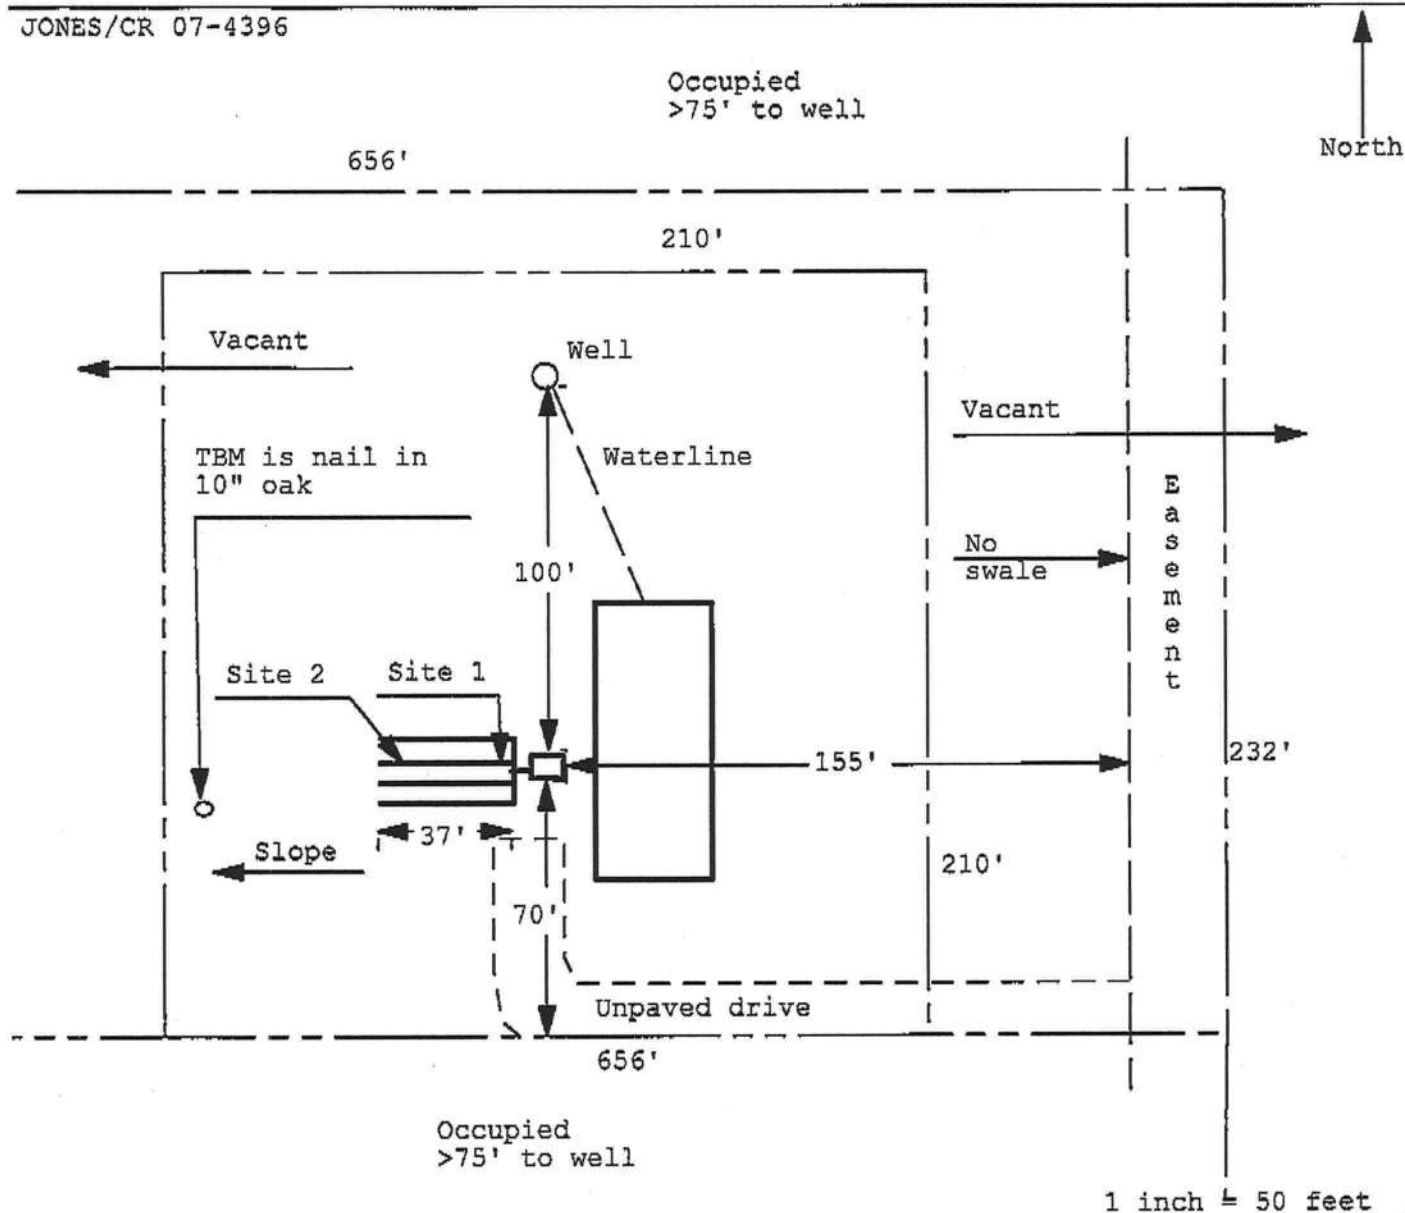 JONES/CR 07-4396
Occupied
>75' to well
North
656'
210'
Vacant
Well
Vacant
TBM is nail in
10" oak
Waterline
Easement
No
swale
100'
Site 2
Site 1
155'
232'
37'
Slope
210'
70'
Unpaved drive
656'
Occupied
>75' to well
1 inch = 50 feet